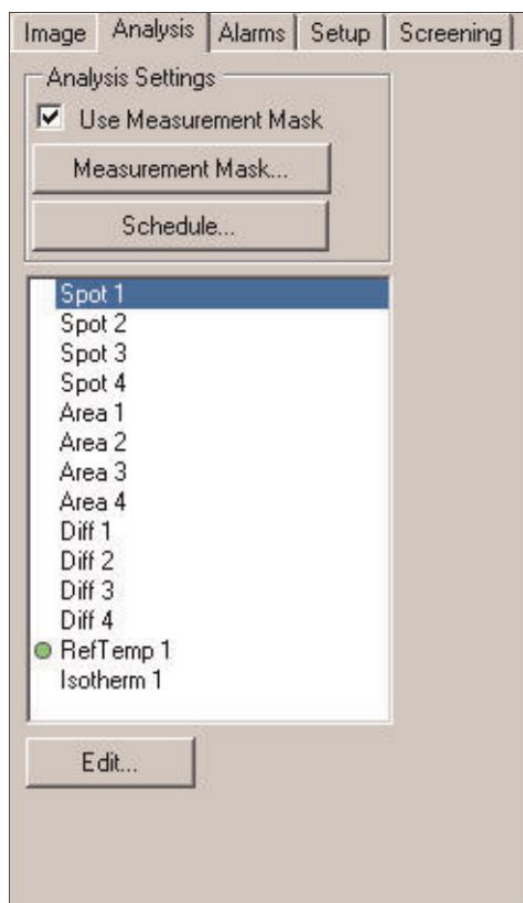 Image Analysis Alarms Setup Screening
Analysis Settings
Use Measurement Mask
Measurement Mask...
Schedule...
Spot 1
Spot 2
Spot 3
Spot 4
Area 1
Area 2
Area 3
Area 4
Diff 1
Diff 2
Diff 3
Diff 4
RefTemp 1
Isotherm 1
Edit...